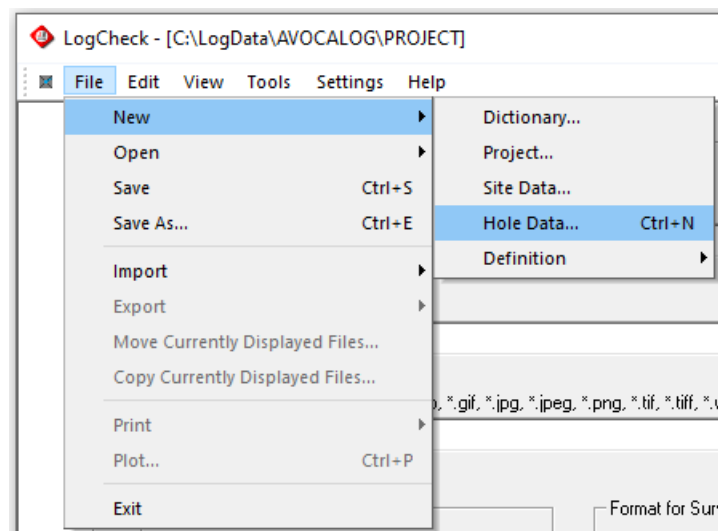 LogCheck - [C:\LogData\AVOCALOG\PROJECT]
File Edit View Tools Settings Help
New
Open
Save Ctrl+S
Save As... Ctrl+E
Import
Export
Move Currently Displayed Files...
Copy Currently Displayed Files...
Print
Plot... Ctrl+P
Exit
Dictionary...
Project...
Site Data...
Hole Data... Ctrl+N
Definition
*.gif, *.jpg, *.jpeg, *.png, *.tif, *.tiff,
Format for